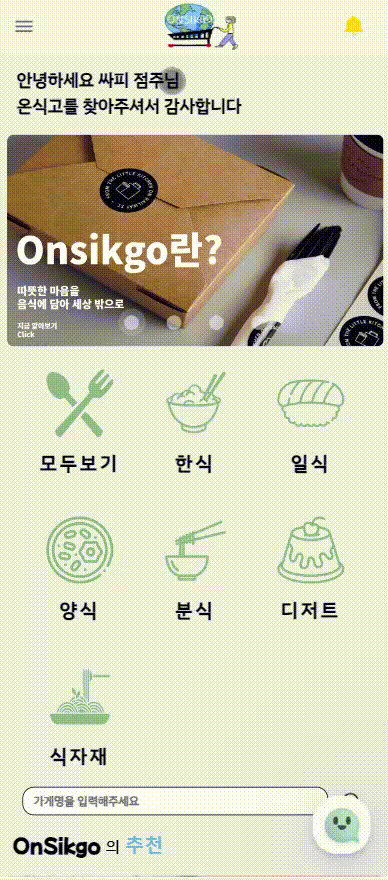 OnSikgo
안녕하세요 싸피 점주님
온식고를 찾아주셔서 감사합니다
Onsikgo란?
따뜻한 마음을
음식에 담아 세상 밖으로
지금 알아보기
Click
모두보기
한식
일식
양식
분식
디저트
식자재
가게명을 입력해주세요
OnSikgo 의 추천